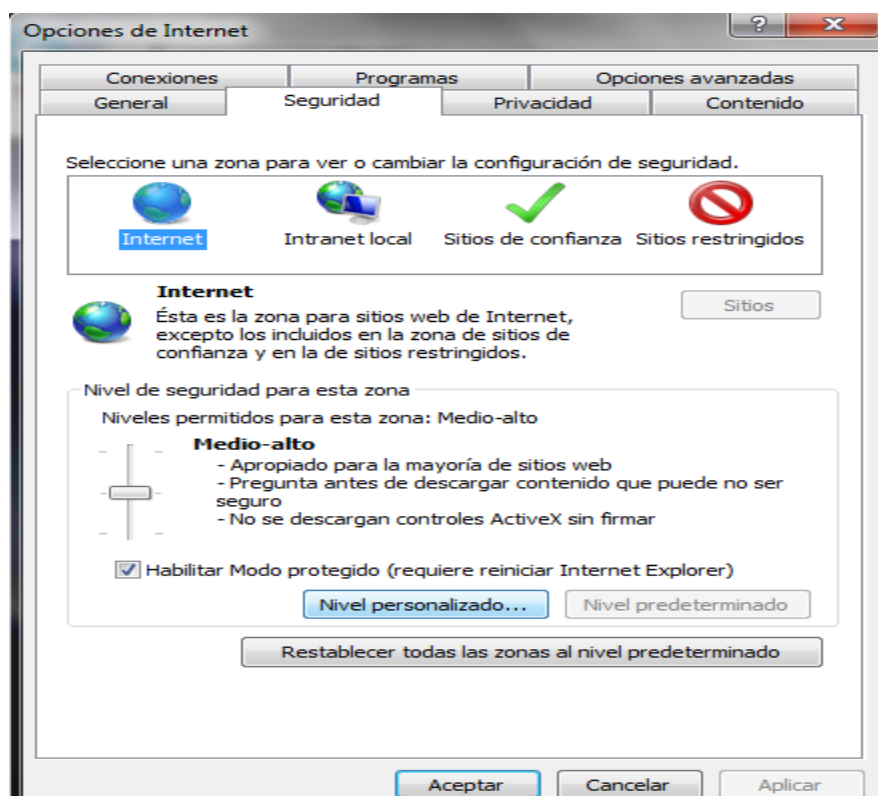 Opciones de Internet
Conexiones Programas Opciones avanzadas
General Seguridad Privacidad Contenido
Seleccione una zona para ver o cambiar la configuración de seguridad.
Internet Intranet local Sitios de confianza Sitios restringidos
Internet
Sitios
Ésta es la zona para sitios web de Internet,
excepto los incluidos en la zona de sitios de
confianza y en la de sitios restringidos.
Nivel de seguridad para esta zona
Niveles permitidos para esta zona: Medio-alto
Medio-alto
- Apropiado para la mayoría de sitios web
- Pregunta antes de descargar contenido que puede no ser
seguro
- No se descargan controles ActiveX sin firmar
Habilitar Modo protegido (requiere reiniciar Internet Explorer)
Nivel personalizado... Nivel predeterminado
Restablecer todas las zonas al nivel predeterminado
Aceptar Cancelar Aplicar